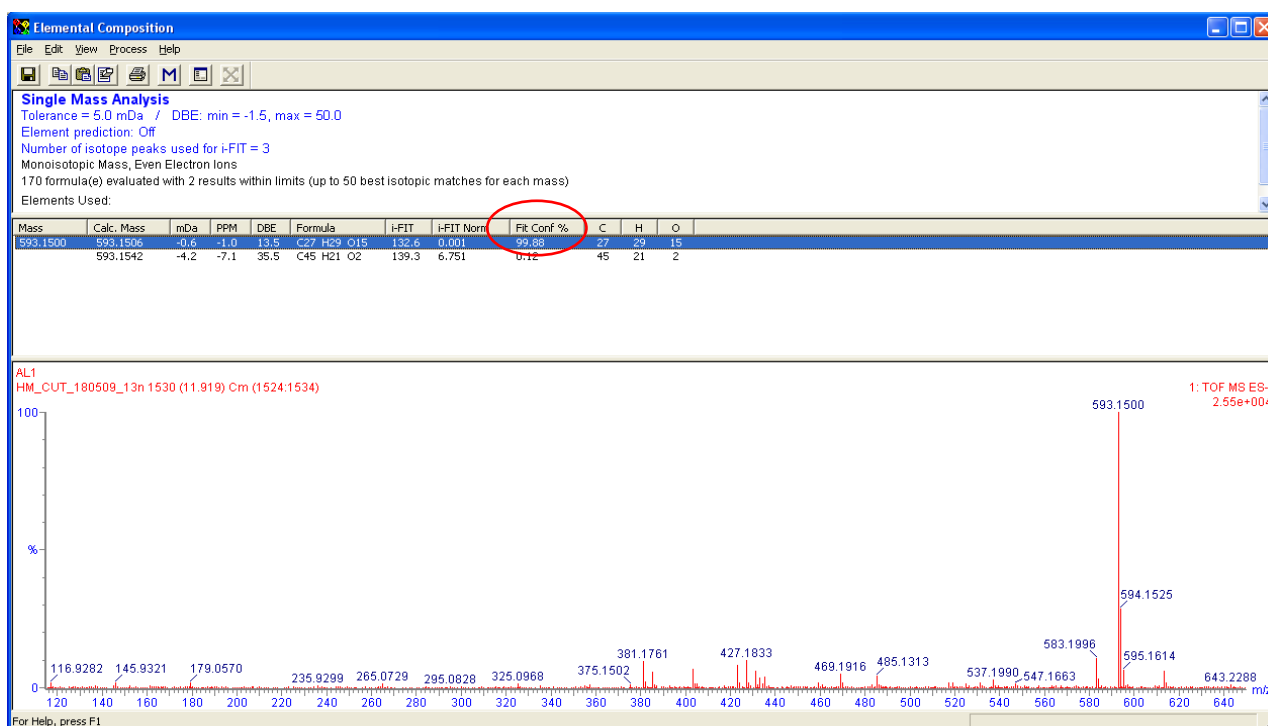 Elemental Composition
File Edit View Process Help
M
Single Mass Analysis
Tolerance = 5.0 mDa / DBE: min = -1.5, max = 50.0
Element prediction: Off
Number of isotope peaks used for i-FIT = 3
Monoisotopic Mass, Even Electron Ions
170 formula(e) evaluated with 2 results within limits (up to 50 best isotopic matches for each mass)
Elements Used:
Mass Calc. Mass mDa PPM DBE Formula i-FIT i-FIT Norm Fit Conf % C H O
593.1500 593.1506 -0.6 -1.0 13.5 C27 H29 O15 132.6 0.001 99.88 27 29 15
593.1542 -4.2 -7.1 35.5 C45 H21 O2 139.3 6.751 0.12 45 21 2
AL1
HM_CUT_180509_13n 1530 (11.919) Cm (1524:1534)
1: TOF MS ES-
2.55e+004
100
%
0
593.1500
594.1525
583.1996
595.1614
116.9282 145.9321 179.0570 235.9299 265.0729 295.0828 325.0968 375.1502 381.1761 427.1833 469.1916 485.1313 537.1990 547.1663 643.2288
120 140 160 180 200 220 240 260 280 300 320 340 360 380 400 420 440 460 480 500 520 540 560 580 600 620 640 m/z
For Help, press F1